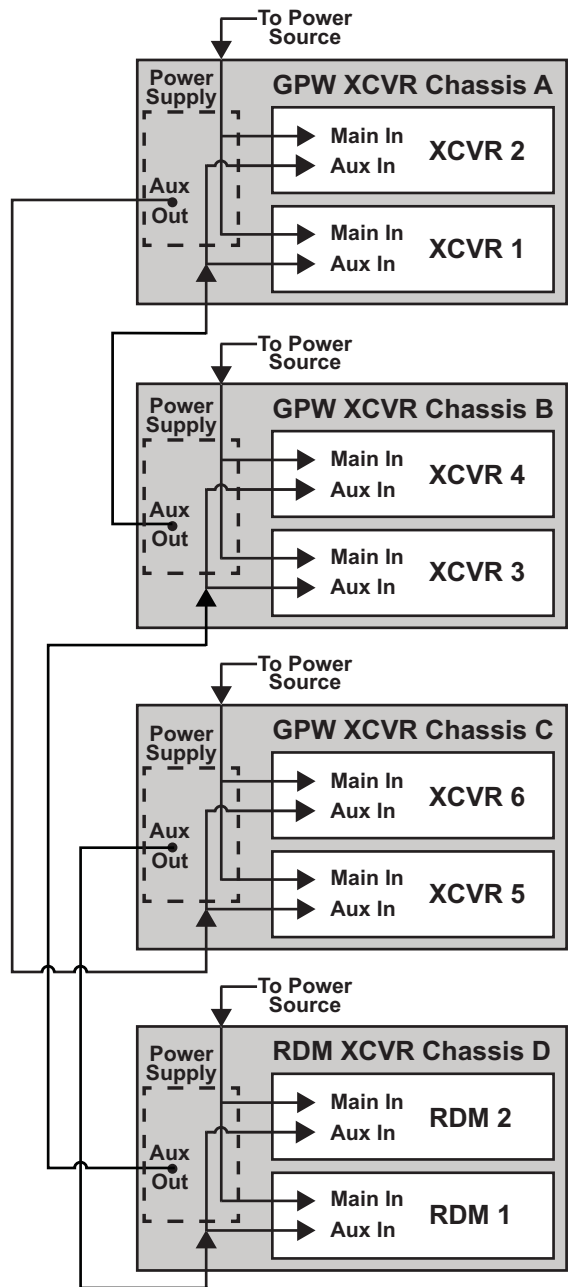 To Power
Source
Power
Supply
GPW XCVR Chassis A
Main In
Aux In
XCVR 2
Aux
Out
Main In
Aux In
XCVR 1
To Power
Source
Power
Supply
GPW XCVR Chassis B
Main In
Aux In
XCVR 4
Aux
Out
Main In
Aux In
XCVR 3
To Power
Source
Power
Supply
GPW XCVR Chassis C
Main In
Aux In
XCVR 6
Aux
Out
Main In
Aux In
XCVR 5
To Power
Source
Power
Supply
RDM XCVR Chassis D
Main In
Aux In
RDM 2
Aux
Out
Main In
Aux In
RDM 1